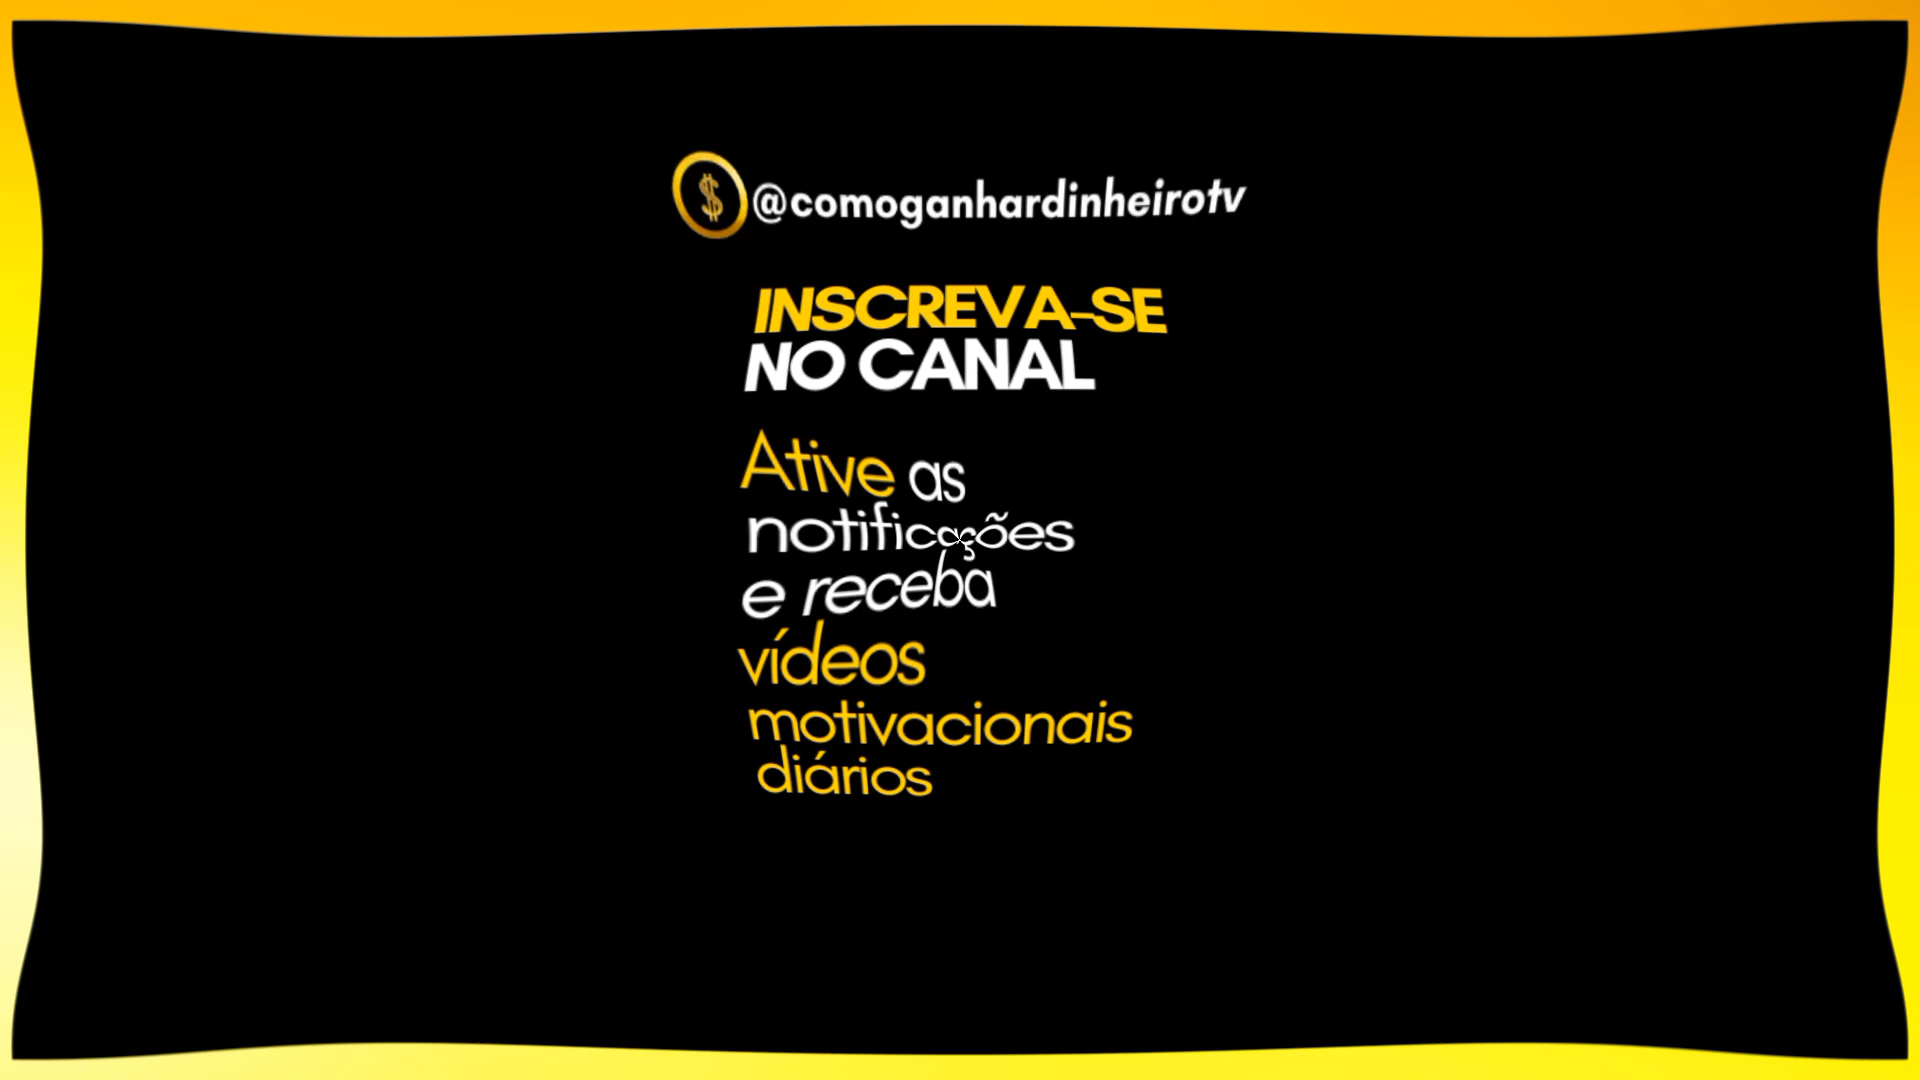 $ @comoganhardinheirotv
INSCREVA-SE
NO CANAL
Ative as
notificações
e receba
vídeos
motivacionais
diários